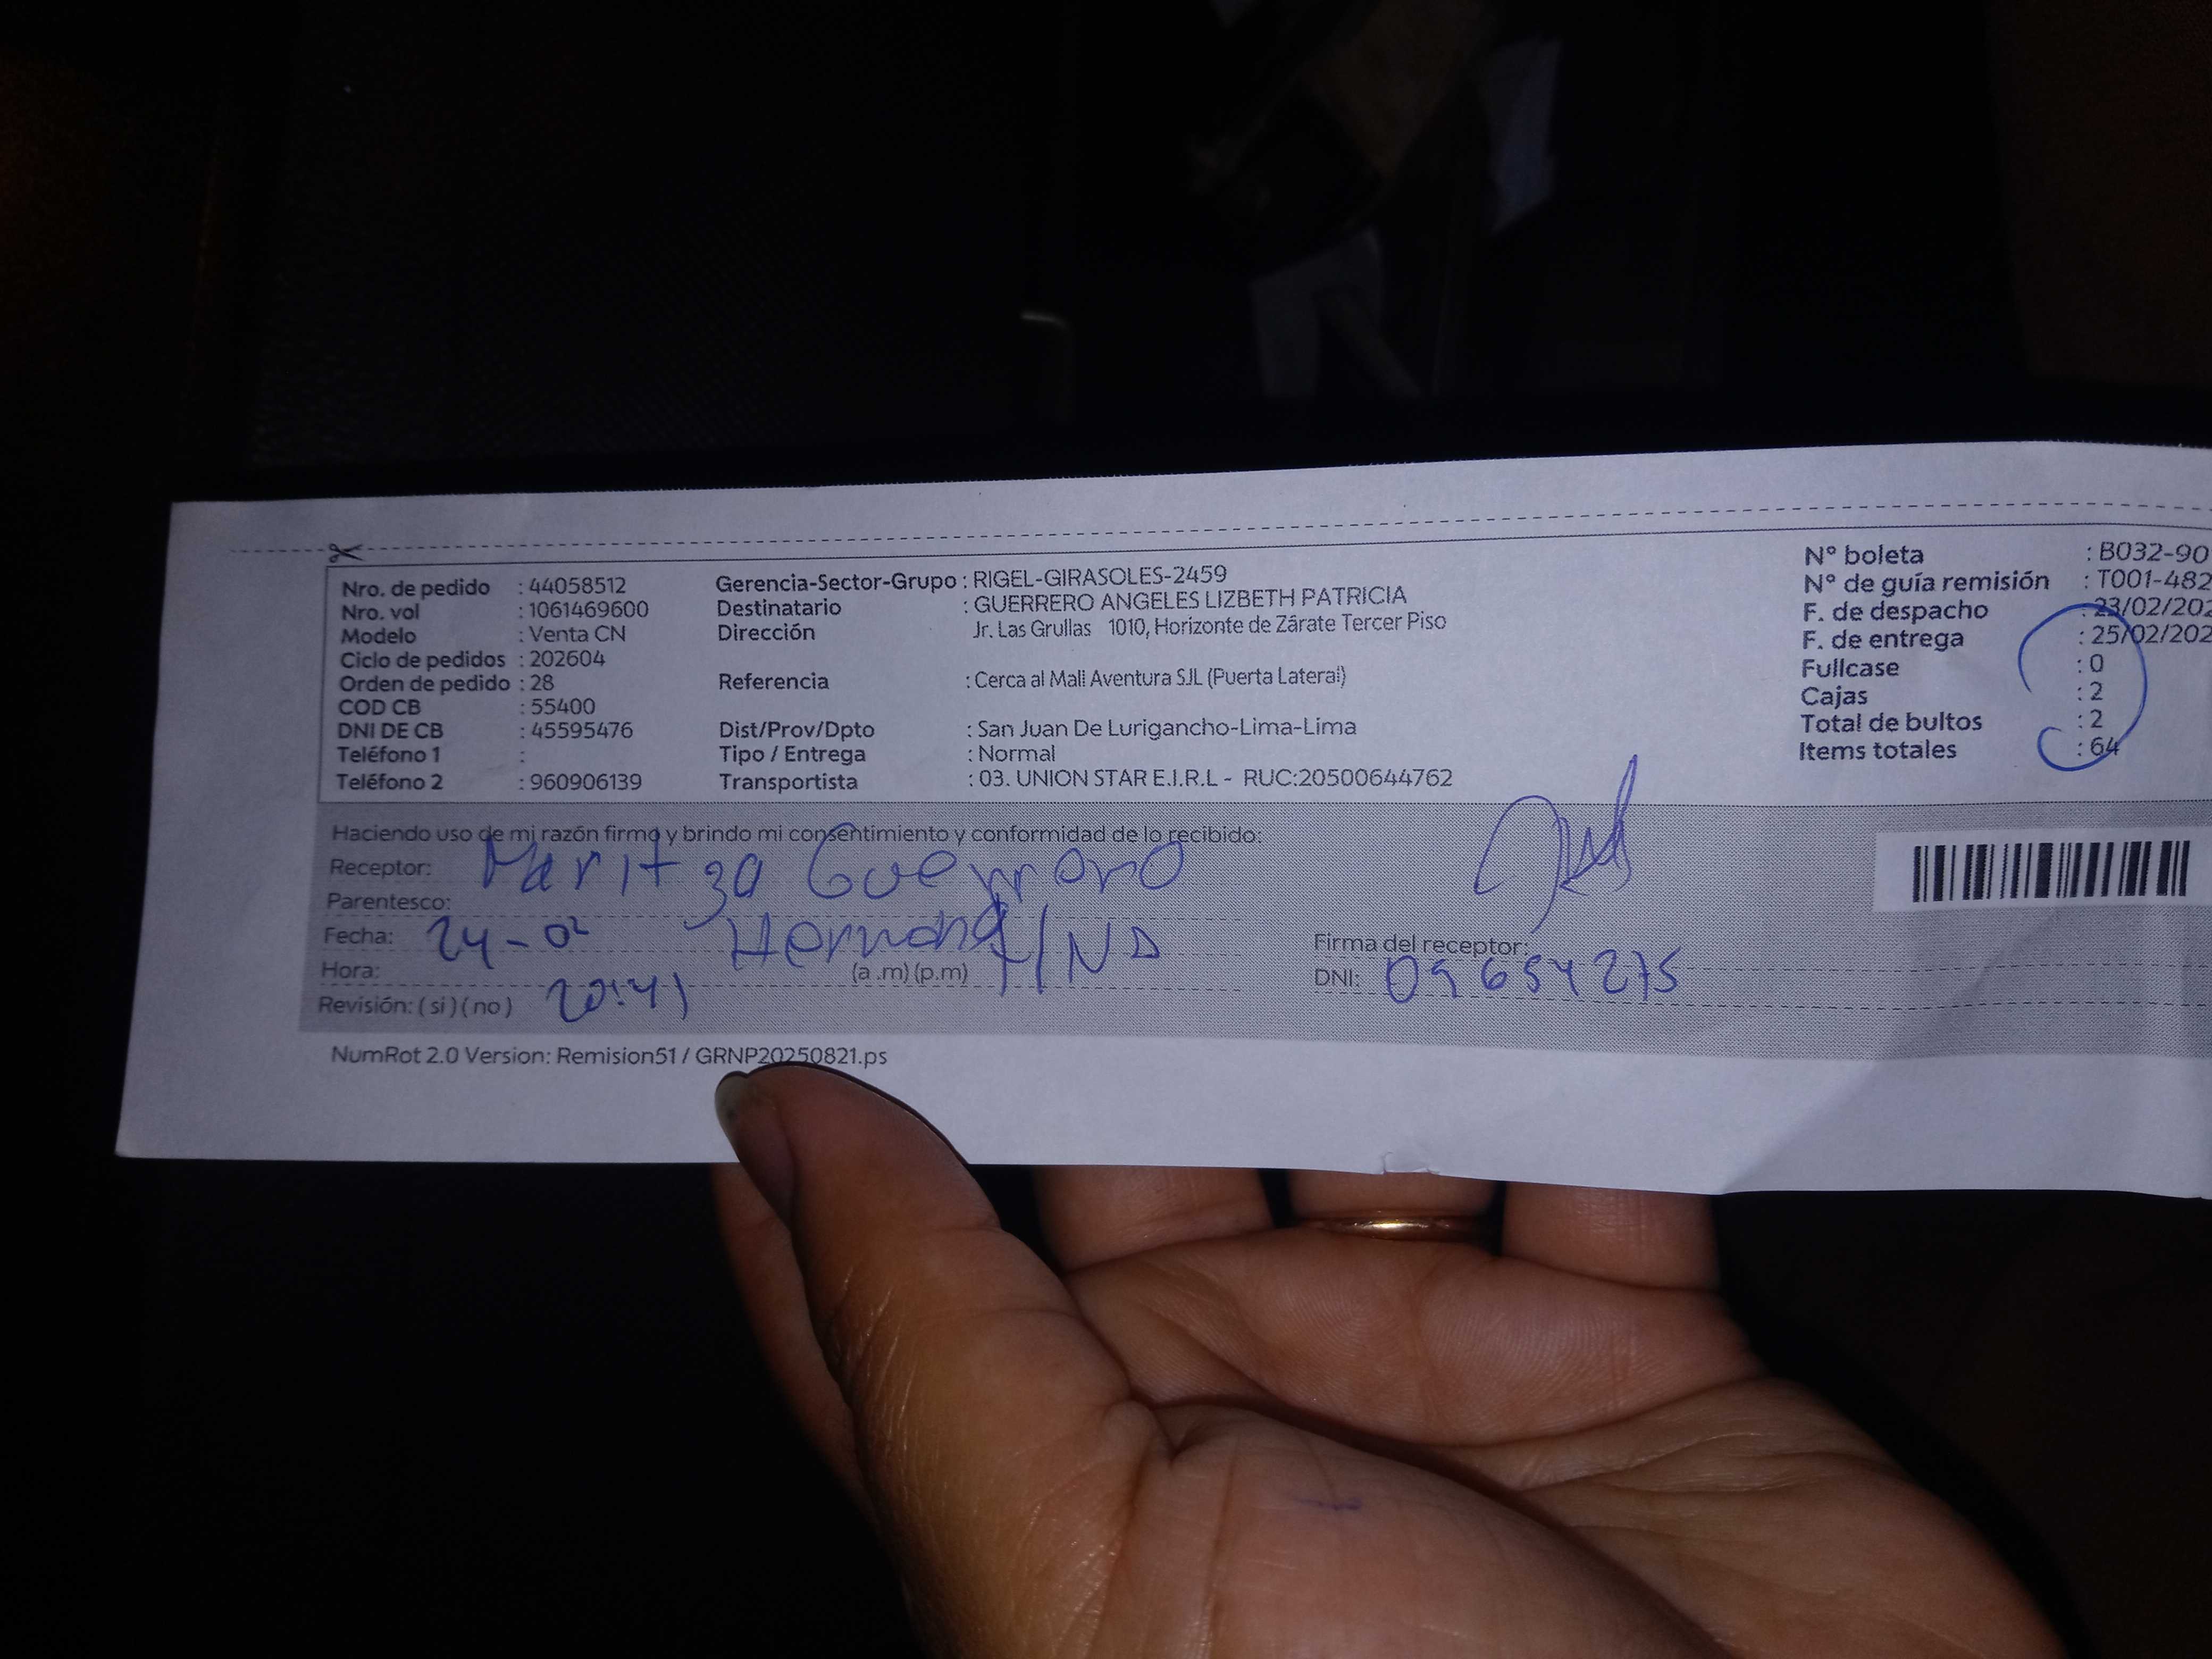 Nro. de pedido : 44058512
Nro. vol : 1061469600
Modelo : Venta CN
Ciclo de pedidos : 202604
Orden de pedido : 28
COD CB : 55400
DNI DE CB : 45595476
Teléfono 1 :
Teléfono 2 : 960906139
Gerencia-Sector-Grupo : RIGEL-GIRASOLES-2459
Destinatario : GUERRERO ANGELES LIZBETH PATRICIA
Dirección Jr. Las Grullas 1010, Horizonte de Zárate Tercer Piso
Referencia : Cerca al Mall Aventura SJL (Puerta Lateral)
Dist/Prov/Dpto : San Juan De Lurigancho-Lima-Lima
Tipo / Entrega : Normal
Transportista : 03. UNION STAR E.I.R.L - RUC:20500644762
N° boleta : B032-90
N° de guía remisión : T001-482
F. de despacho : 23/02/202
F. de entrega : 25/02/202
Fullcase : 0
Cajas : 2
Total de bultos : 2
Items totales : 64
Haciendo uso de mi razón firmo y brindo mi consentimiento y conformidad de lo recibido:
Receptor: Maritza Guerrero
Parentesco: Hermana
Fecha: 24-02
Hora: (a.m) (p.m)
Revisión: ( si ) ( no ) 20:41
Firma del receptor:
DNI: 09654275
NumRot 2.0 Version: Remision51 / GRNP20250821.ps